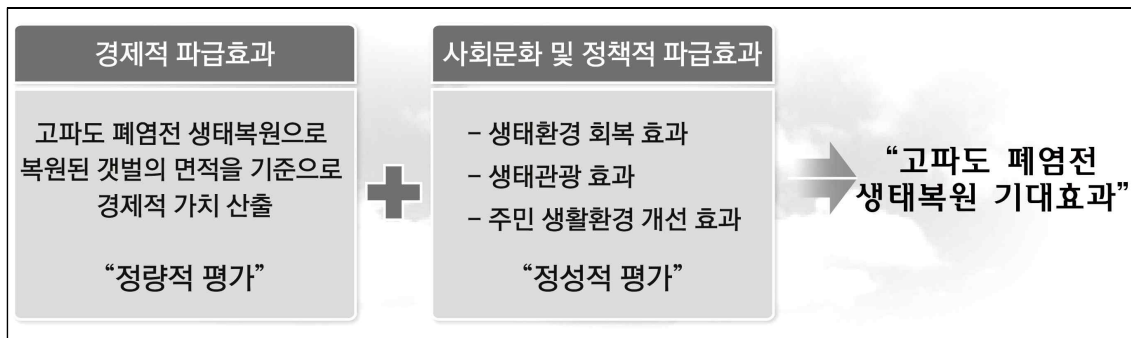 경제적 파급효과
고파도 폐염전 생태복원으로
복원된 갯벌의 면적을 기준으로
경제적 가치 산출
“정량적 평가”
사회문화 및 정책적 파급효과
– 생태환경 회복 효과
– 생태관광 효과
– 주민 생활환경 개선 효과
“정성적 평가”
“고파도 폐염전
생태복원 기대효과”